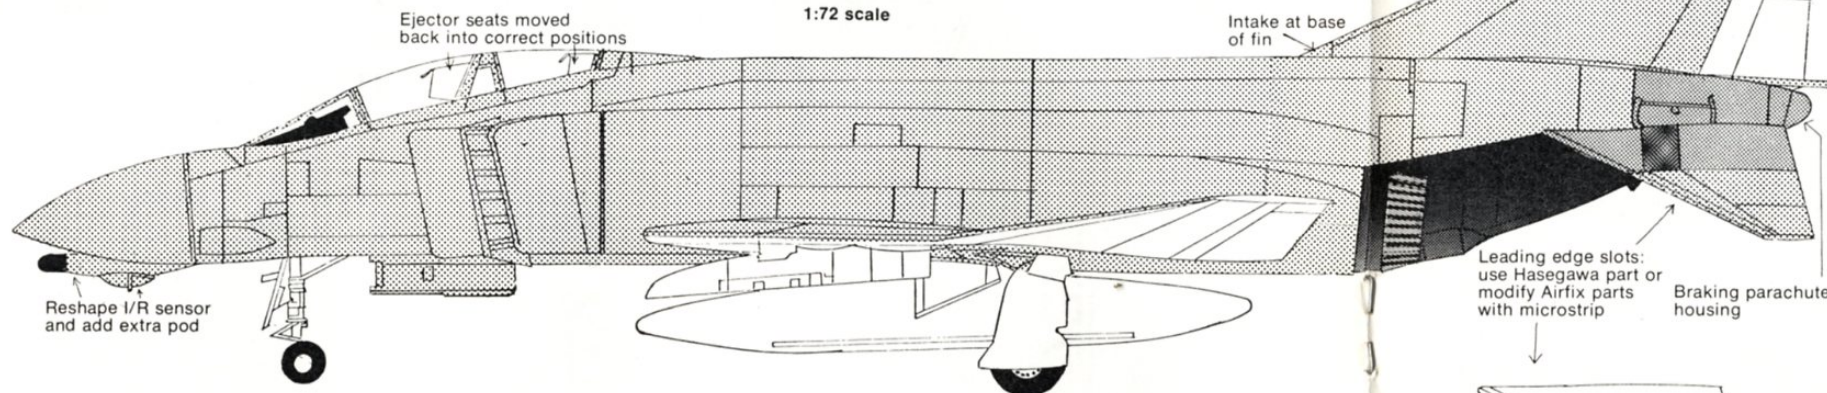 1:72 scale
Ejector seats moved
back into correct positions
Intake at base
of fin
Reshape I/R sensor
and add extra pod
Leading edge slots:
use Hasegawa part or
modify Airfix parts
with microstrip
Braking parachute
housing